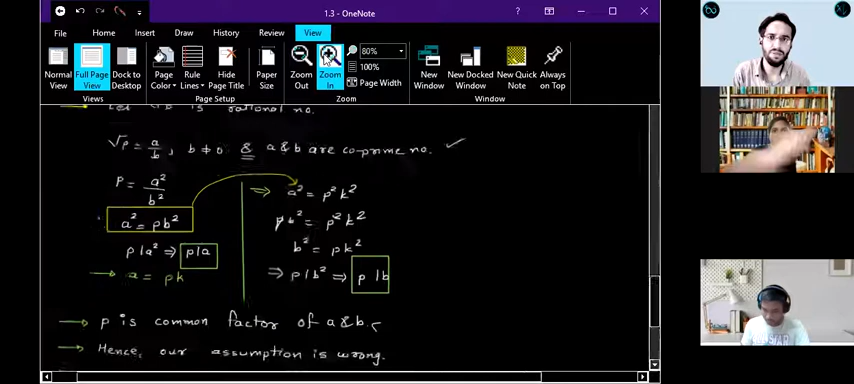 1.3 - OneNote
File Home Insert Draw History Review View
Normal View
Full Page View
Dock to Desktop
Page Color
Rule Lines
Hide Page Title
Paper Size
Zoom Out
Zoom In
80%
100%
Page Width
New Window
New Docked Window
New Quick Note
Always on Top
Views Page Setup Zoom Window
is rational no.
√p = a/b, b ≠ 0 & a & b are co-prime no. ✓
p = a²/b²
a² = pb²
p|a² ⇒ p|a
→ a = pk
⇒ a² = p²k²
pb² = p²k²
b² = pk²
⇒ p|b² ⇒ p|b
→ p is common factor of a & b.
→ Hence, our assumption is wrong.